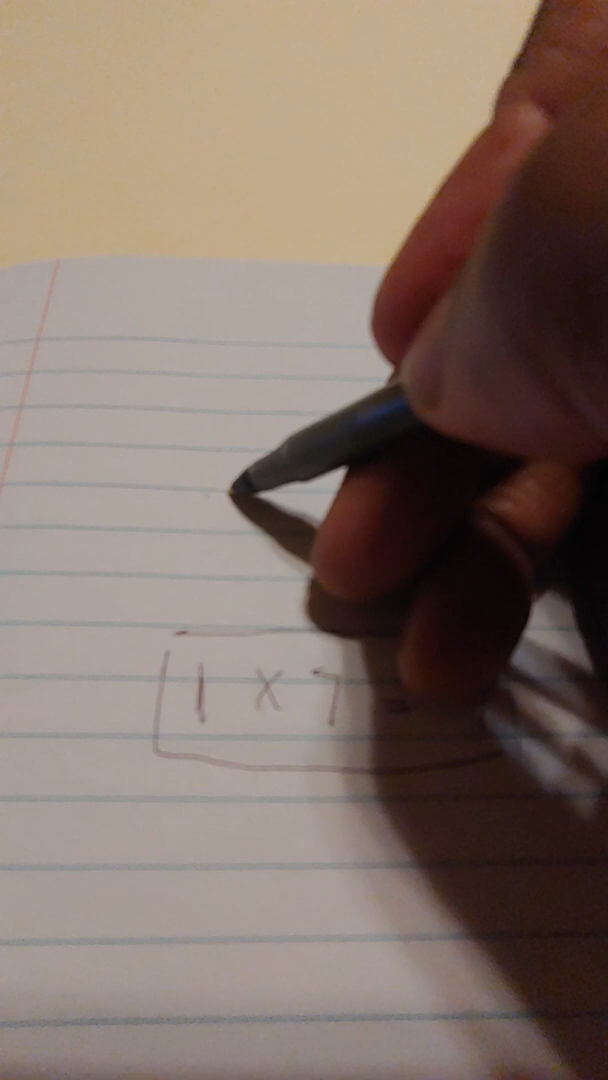 1 x 7 =